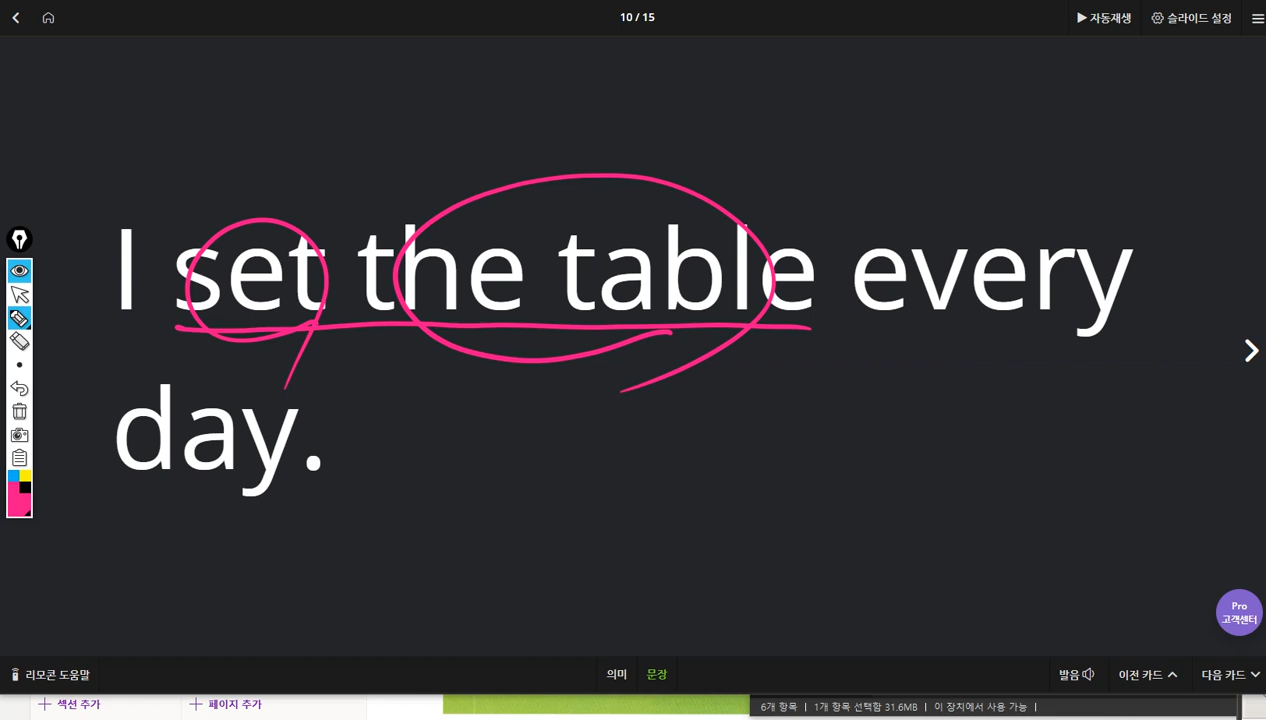 10 / 15
자동재생
슬라이드 설정
I set the table every
day.
Pro
고객센터
리모콘 도움말
의미
문장
발음
이전 카드
다음 카드
섹션 추가
페이지 추가
6개 항목 | 1개 항목 선택함 31.6MB | 이 장치에서 사용 가능 |